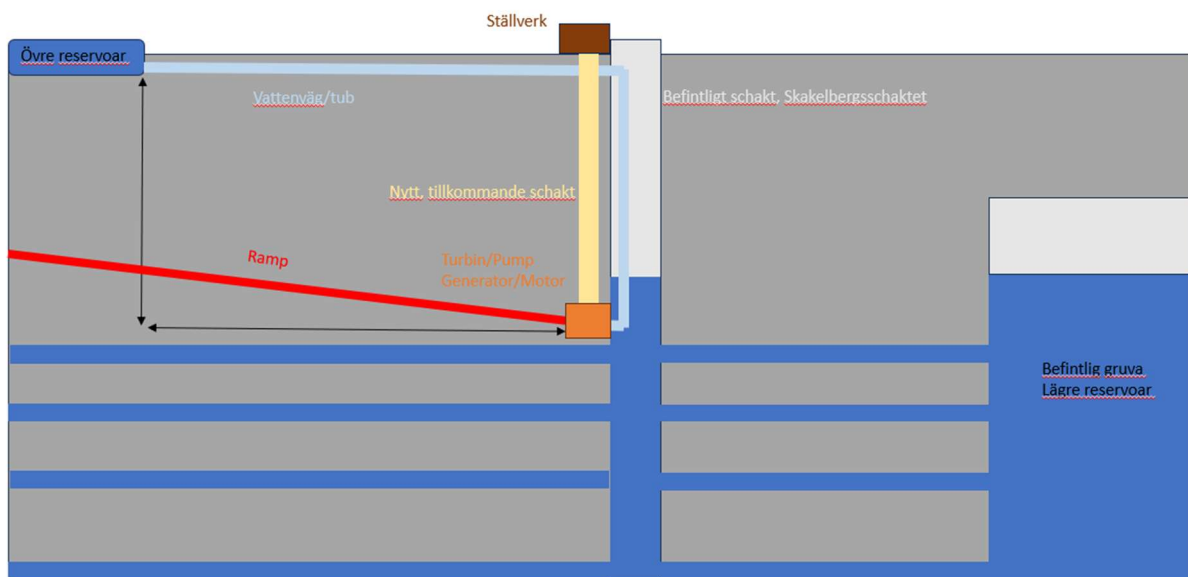 Ställverk
Övre reservoar
Vattenväg/tub
Befintligt schakt, Skakelbergsschaktet
Nytt, tillkommande schakt
Ramp
Turbin/Pump
Generator/Motor
Befintlig gruva
Lägre reservoar